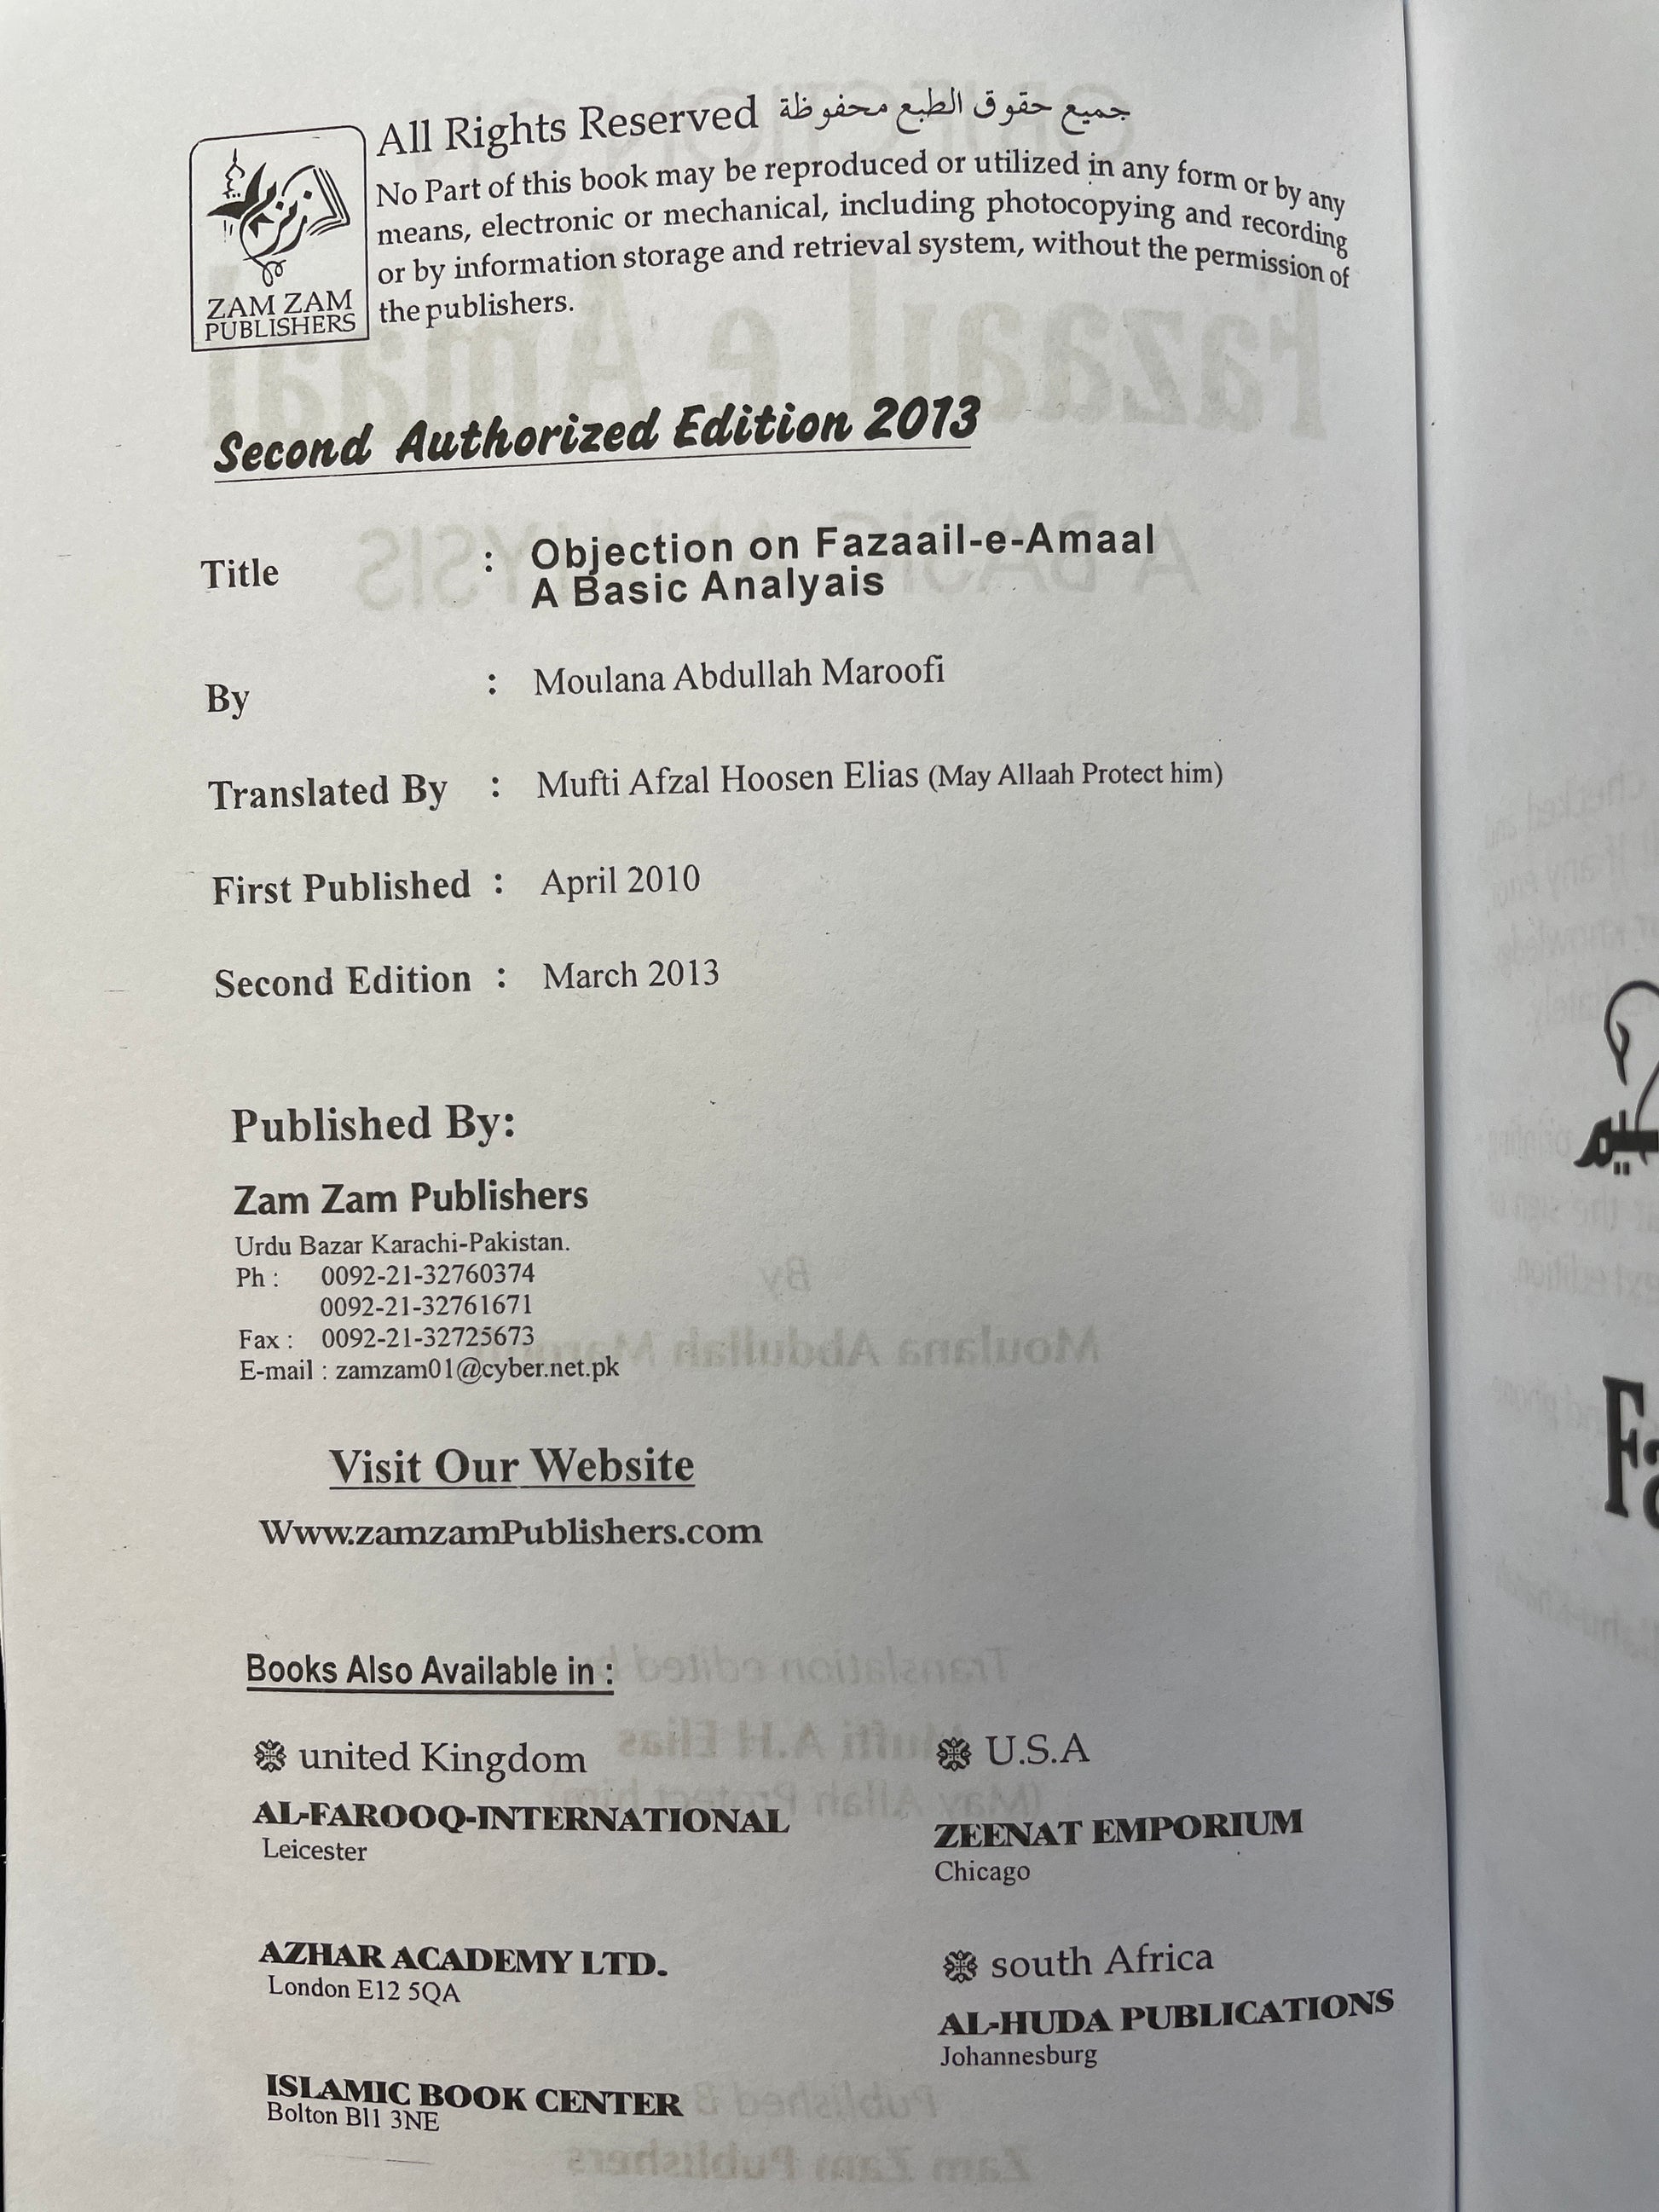 All Rights Reserved جميع حقوق الطبع محفوظة
No Part of this book may be reproduced or utilized in any form or by any
means, electronic or mechanical, including photocopying and recording
or by information storage and retrieval system, without the permission of
the publishers.
ZAM ZAM
PUBLISHERS
Second Authorized Edition 2013
Title : Objection on Fazaail-e-Amaal
A Basic Analyais
By : Moulana Abdullah Maroofi
Translated By : Mufti Afzal Hoosen Elias (May Allaah Protect him)
First Published : April 2010
Second Edition : March 2013
Published By:
Zam Zam Publishers
Urdu Bazar Karachi-Pakistan.
Ph : 0092-21-32760374
0092-21-32761671
Fax : 0092-21-32725673
E-mail : zamzam01@cyber.net.pk
Visit Our Website
Www.zamzamPublishers.com
Books Also Available in :
united Kingdom
AL-FAROOQ-INTERNATIONAL
Leicester
AZHAR ACADEMY LTD.
London E12 5QA
ISLAMIC BOOK CENTER
Bolton Bl1 3NE
U.S.A
ZEENAT EMPORIUM
Chicago
south Africa
AL-HUDA PUBLICATIONS
Johannesburg